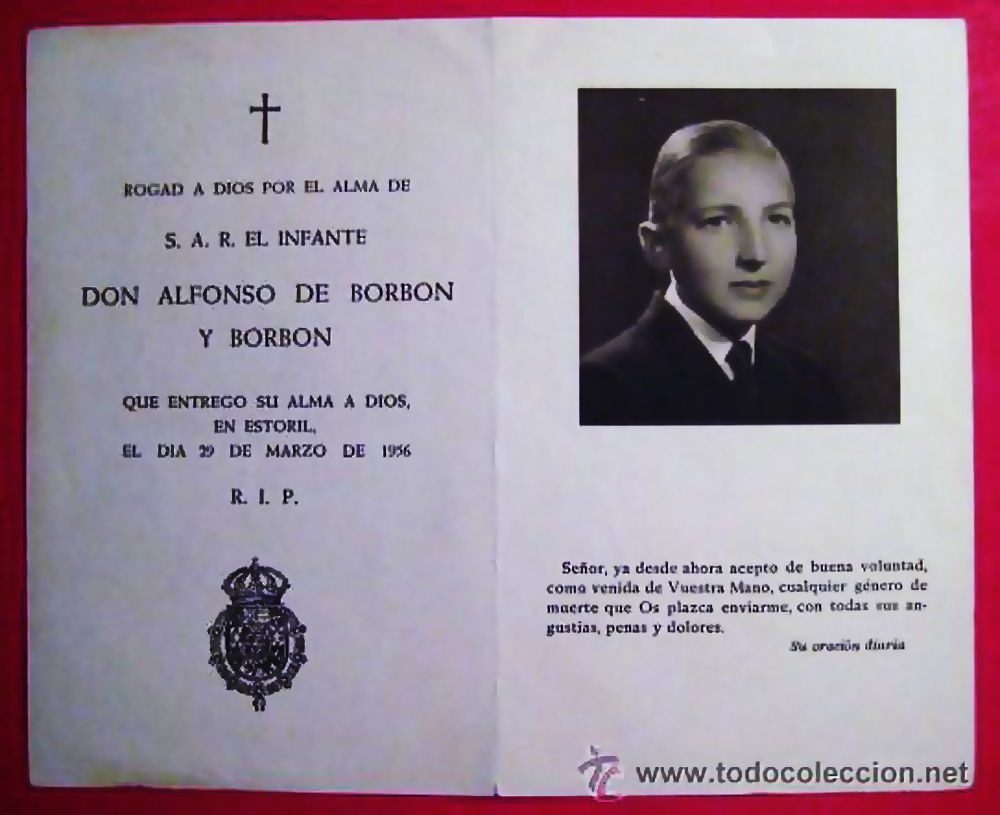 ROGAD A DIOS POR EL ALMA DE
S. A. R. EL INFANTE
DON ALFONSO DE BORBON
Y BORBON
QUE ENTREGO SU ALMA A DIOS,
EN ESTORIL,
EL DIA 29 DE MARZO DE 1956
R. I. P.
Señor, ya desde ahora acepto de buena voluntad,
como venida de Vuestra Mano, cualquier género de
muerte que Os plazca enviarme, con todas sus an-
gustias, penas y dolores.
Su oración diaria
tc www.todocoleccion.net